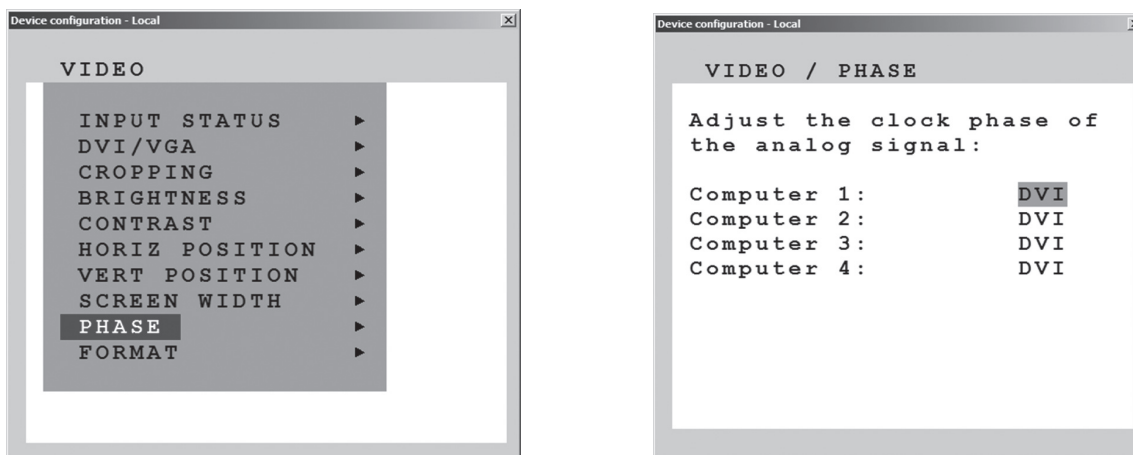 Device configuration - Local
VIDEO
INPUT STATUS
DVI/VGA
CROPPING
BRIGHTNESS
CONTRAST
HORIZ POSITION
VERT POSITION
SCREEN WIDTH
PHASE
FORMAT
Device configuration - Local
VIDEO / PHASE
Adjust the clock phase of
the analog signal:
Computer 1: DVI
Computer 2: DVI
Computer 3: DVI
Computer 4: DVI